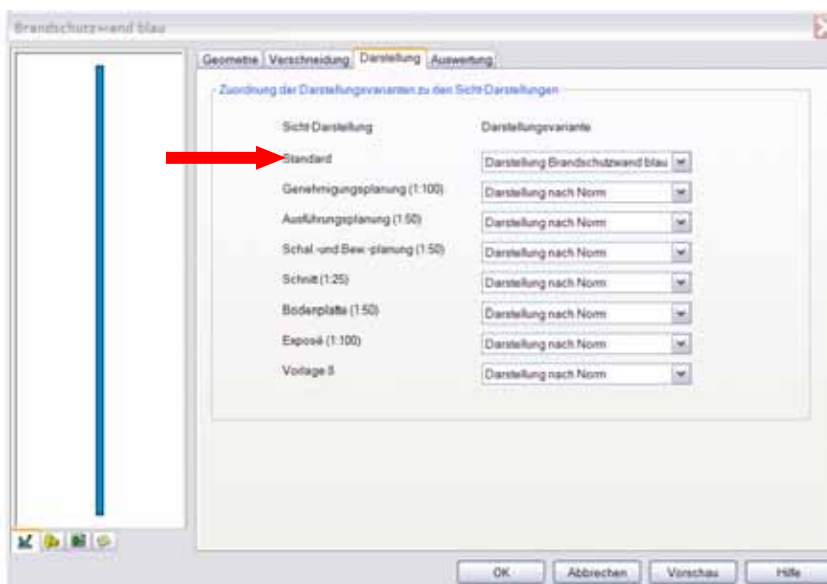 Brandschutzwand blau
Geometrie Verschneidung Darstellung Auswertung
Zuordnung der Darstellungsvarianten zu den Sicht-Darstellungen
Sicht-Darstellung Darstellungsvariante
Standard Darstellung Brandschutzwand blau
Genehmigungsplanung (1:100) Darstellung nach Norm
Ausführungsplanung (1:50) Darstellung nach Norm
Schal.-und Bew.-planung (1:50) Darstellung nach Norm
Schnitt (1:25) Darstellung nach Norm
Bodenplatte (1:50) Darstellung nach Norm
Exposé (1:100) Darstellung nach Norm
Vorlage 8 Darstellung nach Norm
OK Abbrechen Vorschau Hilfe